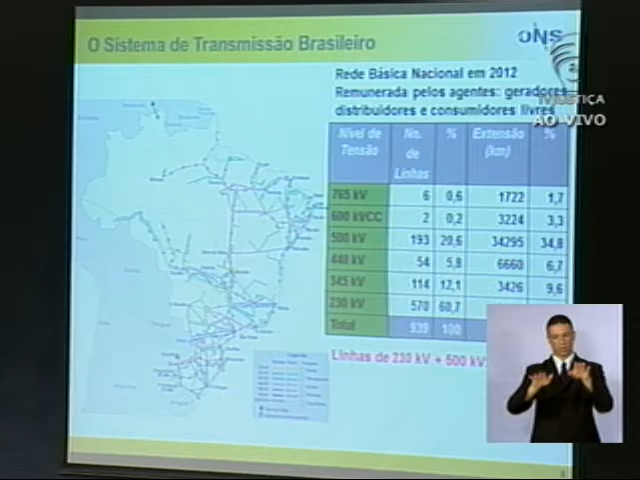 O Sistema de Transmissão Brasileiro
ONS
Rede Básica Nacional em 2012
Remunerada pelos agentes: geradores
distribuidores e consumidores livres
TV JUSTIÇA
AO VIVO
Nível de Tensão No. de Linhas % Extensão (km) %
765 kV 6 0,6 1722 1,7
600 kVCC 2 0,2 3224 3,3
500 kV 193 20,6 34295 34,8
440 kV 54 5,8 6660 6,7
345 kV 114 12,1 3426 9,6
230 kV 570 60,7
Total 939 100
Linhas de 230 kV + 500 kV